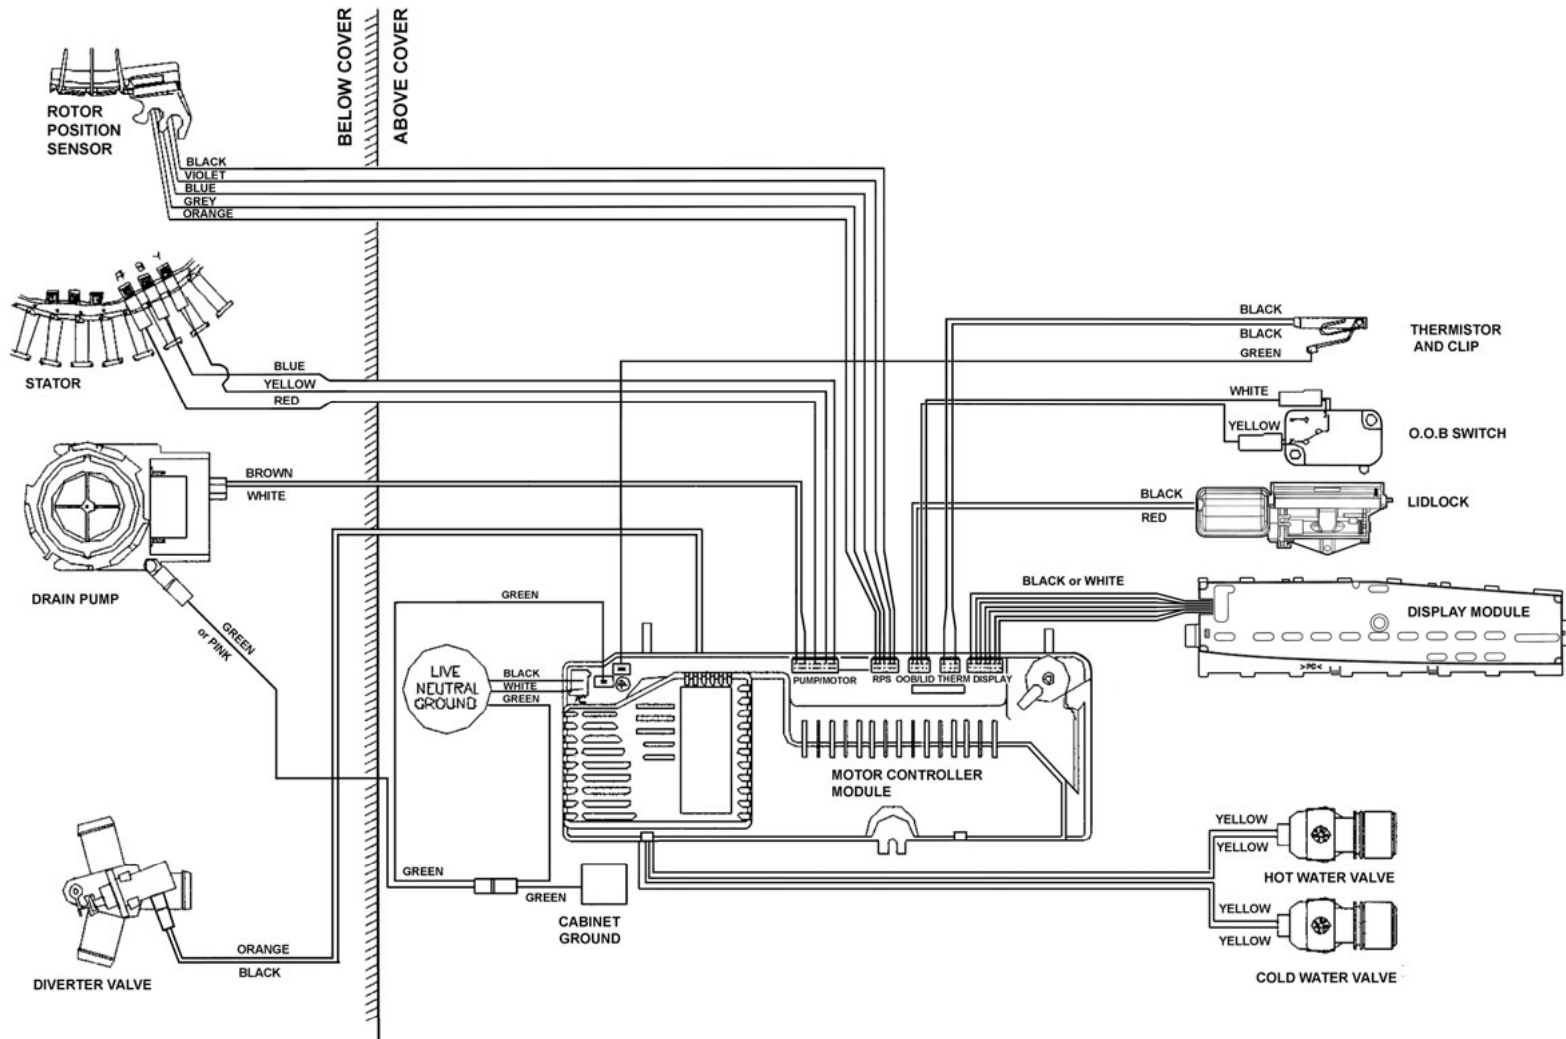 BELOW COVER
ABOVE COVER
ROTOR
POSITION
SENSOR
BLACK
VIOLET
BLUE
GREY
ORANGE
STATOR
BLUE
YELLOW
RED
BROWN
WHITE
DRAIN PUMP
GREEN
or PINK
ORANGE
BLACK
DIVERTER VALVE
BLACK
BLACK
GREEN
THERMISTOR
AND CLIP
WHITE
YELLOW
O.O.B SWITCH
BLACK
RED
LIDLOCK
BLACK or WHITE
DISPLAY MODULE
>PC<
GREEN
LIVE
NEUTRAL
GROUND
BLACK
WHITE
GREEN
PUMP/MOTOR
RPS
OOB/LID
THERM
DISPLAY
MOTOR CONTROLLER
MODULE
GREEN
GREEN
CABINET
GROUND
YELLOW
YELLOW
HOT WATER VALVE
YELLOW
YELLOW
COLD WATER VALVE